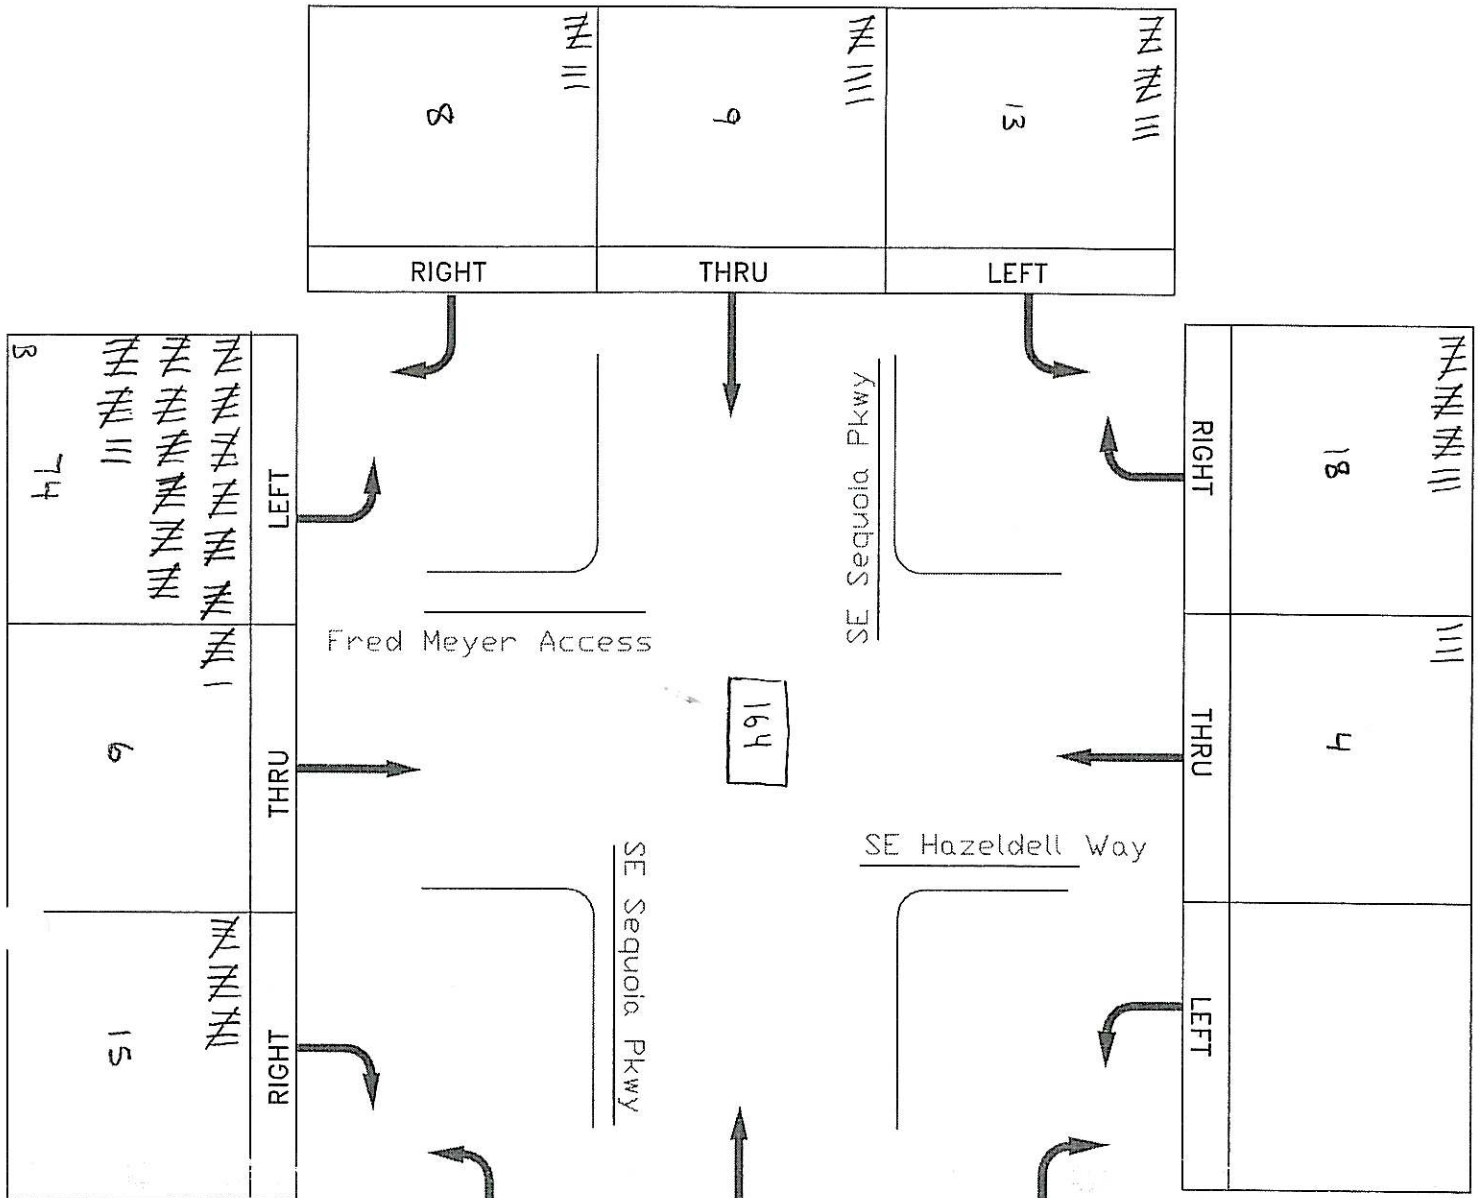 8
9
13
RIGHT
THRU
LEFT
B
74
LEFT
6
THRU
15
RIGHT
Fred Meyer Access
SE Sequoia Pkwy
164
SE Hazeldell Way
SE Sequoia Pkwy
18
RIGHT
4
THRU
LEFT